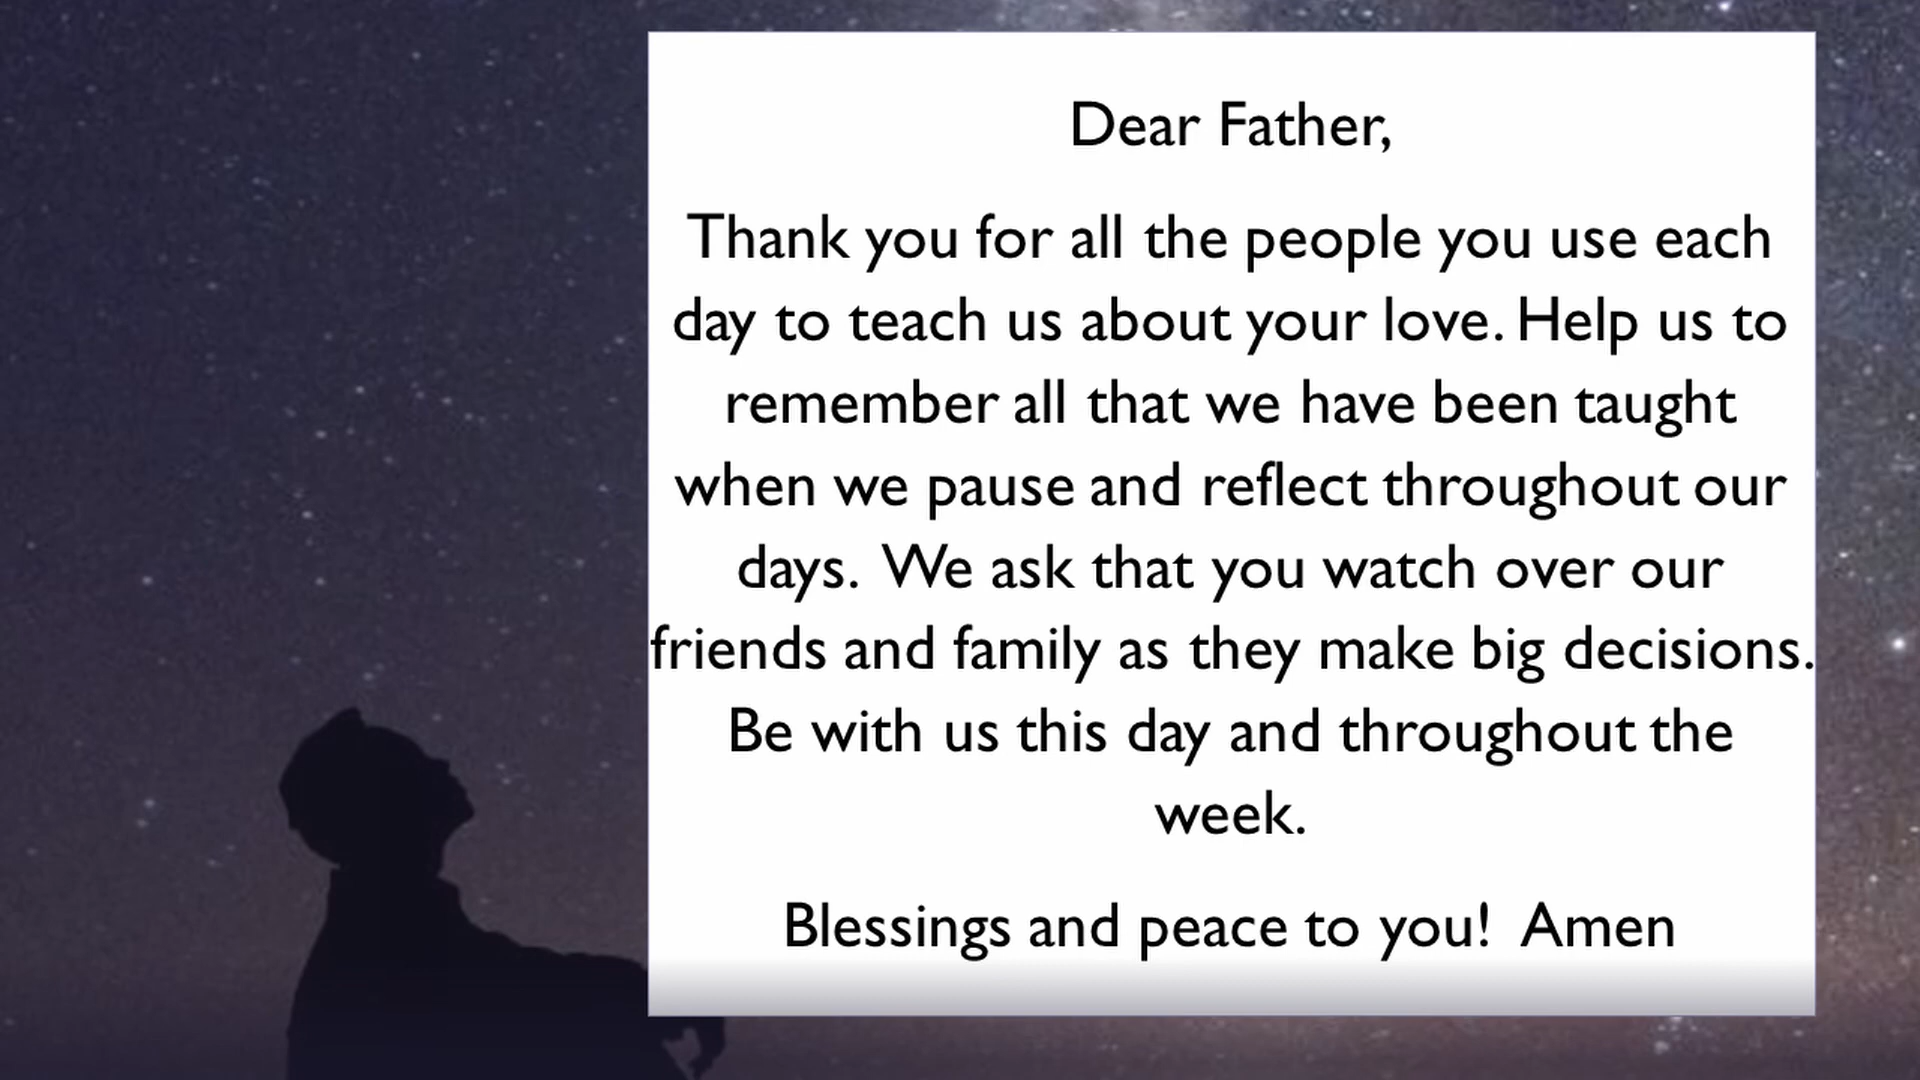 Dear Father,
Thank you for all the people you use each
day to teach us about your love. Help us to
remember all that we have been taught
when we pause and reflect throughout our
days.  We ask that you watch over our
friends and family as they make big decisions.
Be with us this day and throughout the
week.
Blessings and peace to you!  Amen